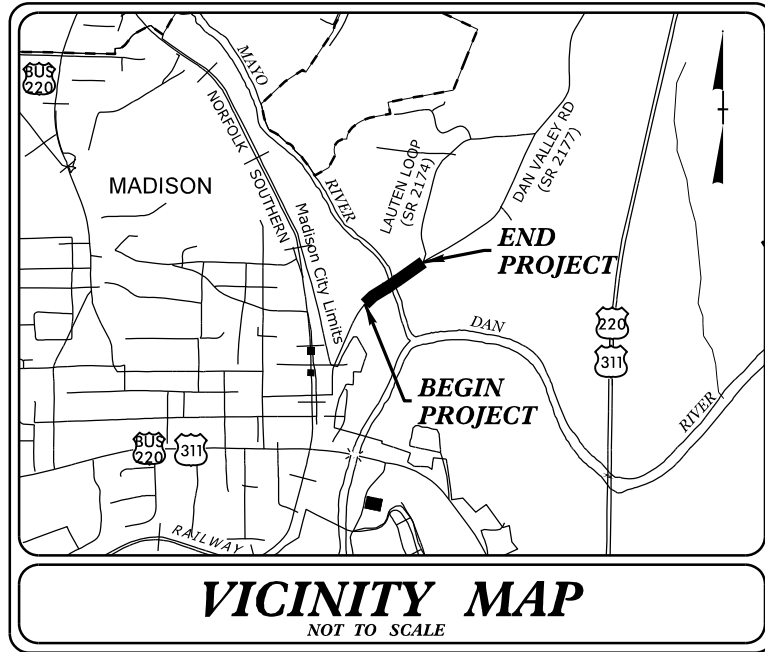 BUS
220
MAYO
NORFOLK
SOUTHERN
MADISON
RIVER
LAUTEN LOOP
(SR 2174)
DAN VALLEY RD
(SR 2177)
Madison City Limits
END
PROJECT
DAN
220
311
BEGIN
PROJECT
RIVER
BUS
220
311
RAILWAY
VICINITY MAP
NOT TO SCALE